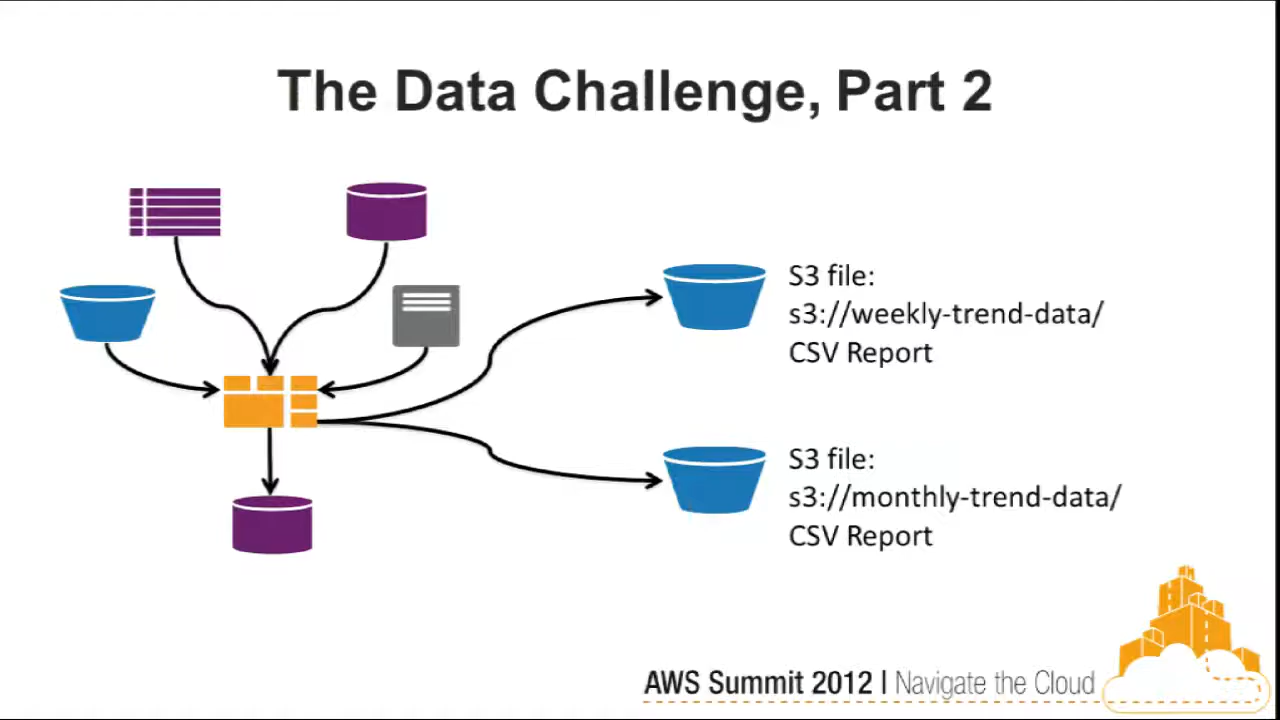 The Data Challenge, Part 2
S3 file:
s3://weekly-trend-data/
CSV Report
S3 file:
s3://monthly-trend-data/
CSV Report
AWS Summit 2012 | Navigate the Cloud